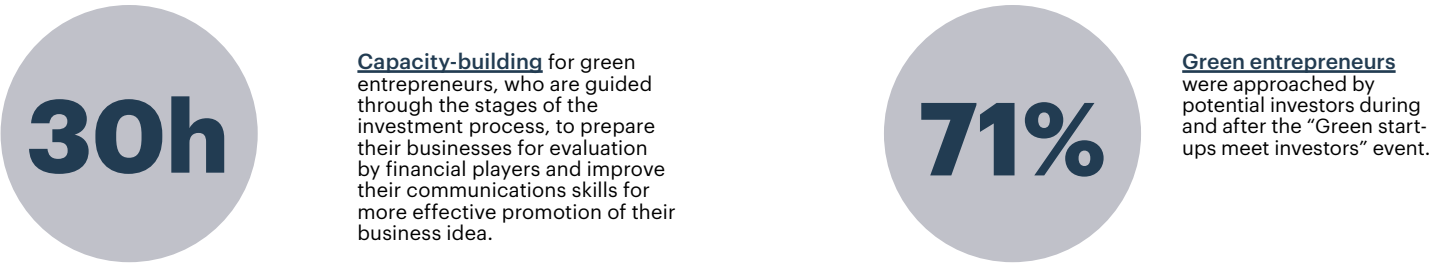 30h
Capacity-building for green
entrepreneurs, who are guided
through the stages of the
investment process, to prepare
their businesses for evaluation
by financial players and improve
their communications skills for
more effective promotion of their
business idea.
71%
Green entrepreneurs
were approached by
potential investors during
and after the “Green start-
ups meet investors” event.